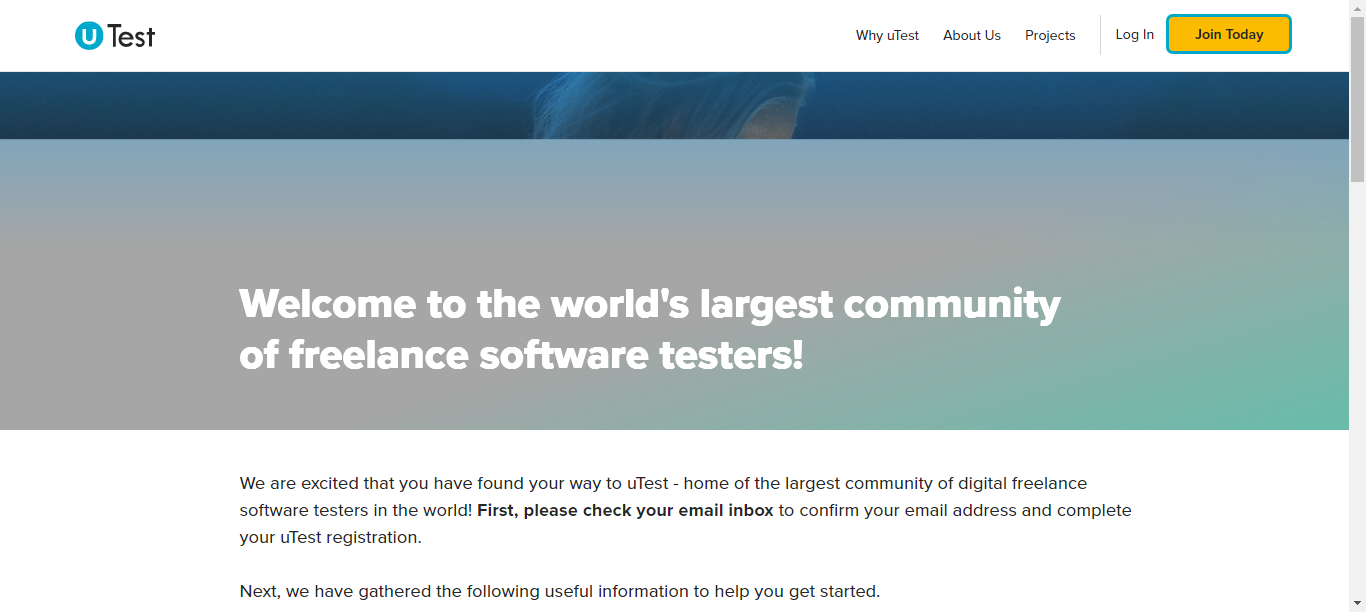 uTest
Why uTest
About Us
Projects
Log In
Join Today
Welcome to the world's largest community
of freelance software testers!
We are excited that you have found your way to uTest - home of the largest community of digital freelance
software testers in the world! First, please check your email inbox to confirm your email address and complete
your uTest registration.
Next, we have gathered the following useful information to help you get started.